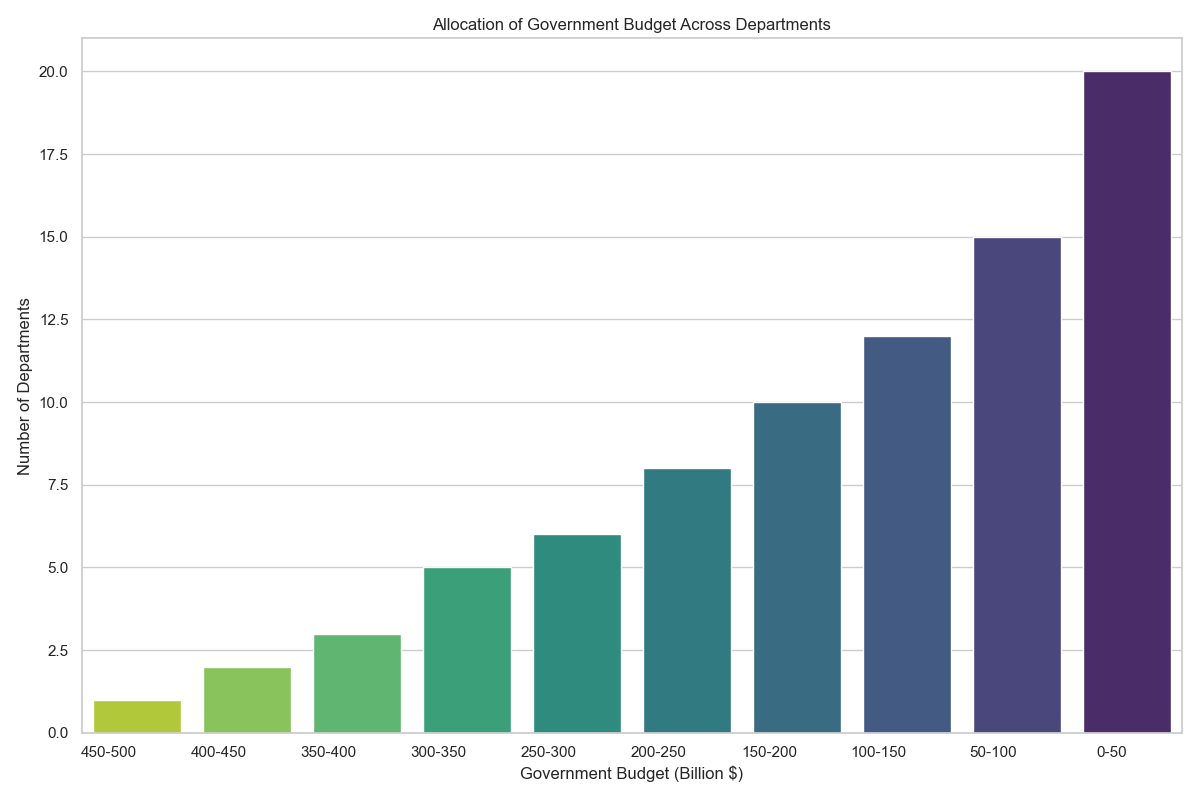 Allocation of Government Budget Across Departments
20.0
17.5
15.0
12.5
10.0
7.5
5.0
2.5
0.0
Number of Departments
450-500 400-450 350-400 300-350 250-300 200-250 150-200 100-150 50-100 0-50
Government Budget (Billion $)